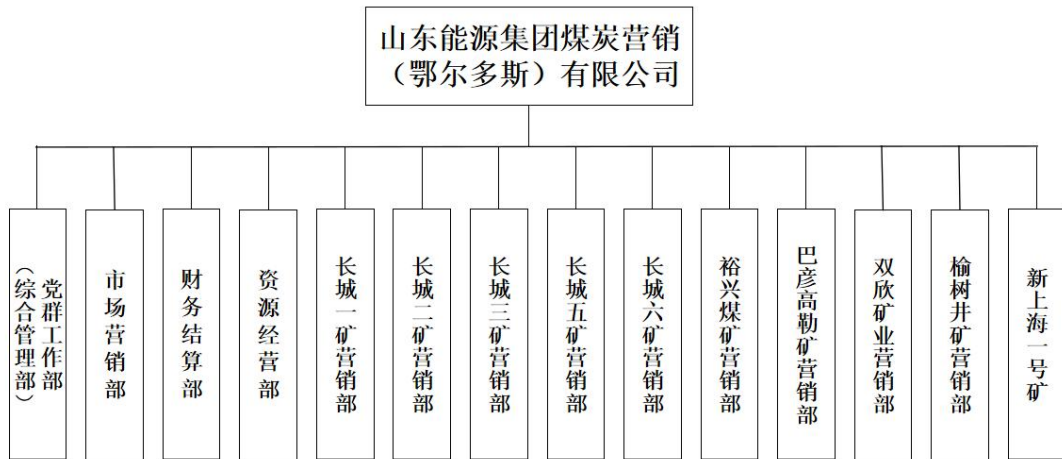 山东能源集团煤炭营销
（鄂尔多斯）有限公司
党群工作部
（综合管理部）
市场营销部
财务结算部
资源经营部
长城一矿营销部
长城二矿营销部
长城三矿营销部
长城五矿营销部
长城六矿营销部
裕兴煤矿营销部
巴彦高勒矿营销部
双欣矿业营销部
榆树井矿营销部
新上海一号矿